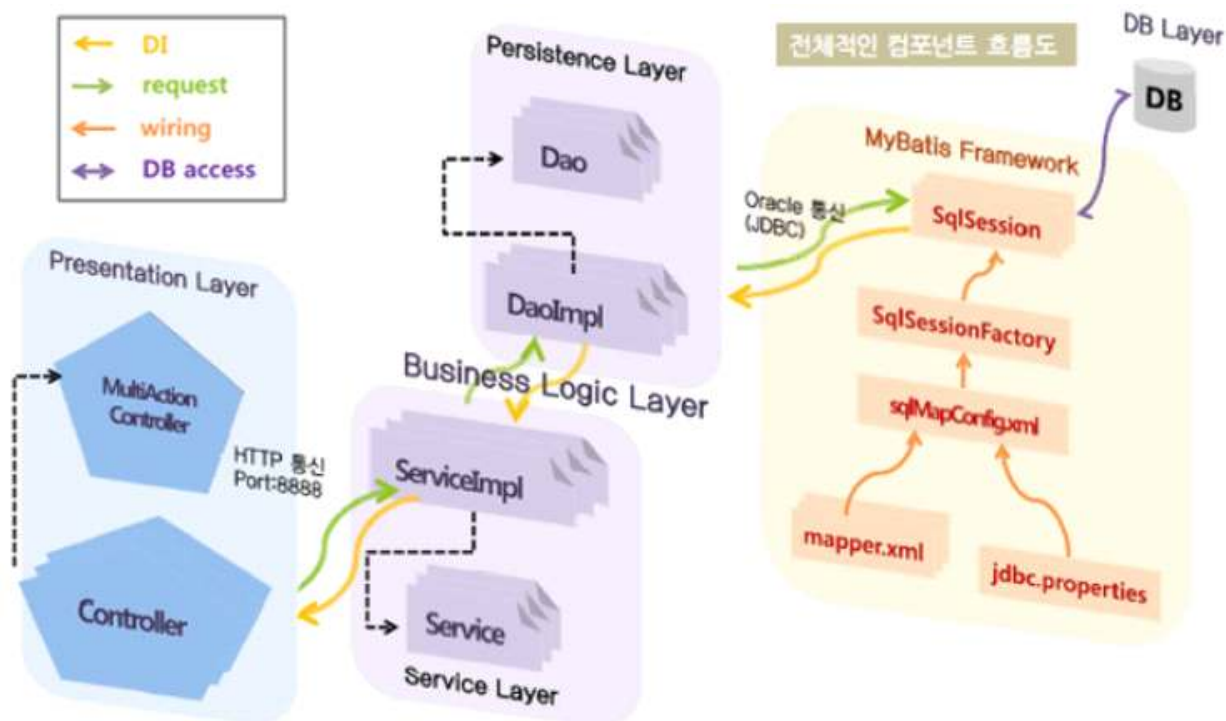 DI
request
wiring
DB access
전체적인 컴포넌트 흐름도
DB Layer
DB
Persistence Layer
Dao
DaoImpl
MyBatis Framework
Oracle 통신
(JDBC)
SqlSession
SqlSessionFactory
sqlMapConfig.xml
mapper.xml
jdbc.properties
Presentation Layer
MultiAction
Controller
Controller
HTTP 통신
Port:8888
Business Logic Layer
ServiceImpl
Service
Service Layer